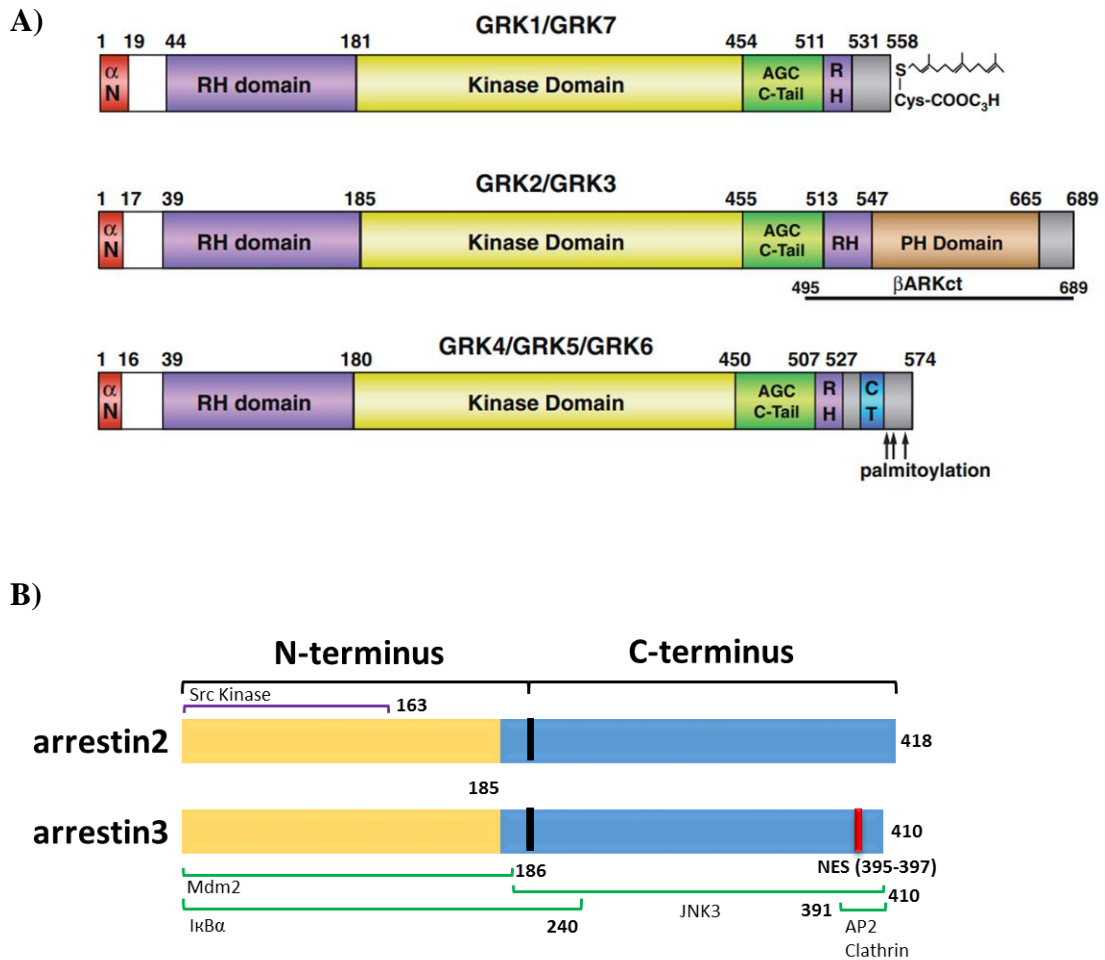 A)
GRK1/GRK7
1 19 44 181 454 511 531 558
α N RH domain Kinase Domain AGC C-Tail R H S
Cys-COOC₃H
GRK2/GRK3
1 17 39 185 455 513 547 665 689
α N RH domain Kinase Domain AGC C-Tail RH PH Domain
495 βARKct 689
GRK4/GRK5/GRK6
1 16 39 180 450 507 527 574
α N RH domain Kinase Domain AGC C-Tail R H C T
palmitoylation
B)
N-terminus C-terminus
Src Kinase
163
arrestin2 418
185
arrestin3 410
NES (395-397)
186
Mdm2
410
JNK3 391
IκBα 240 AP2
Clathrin